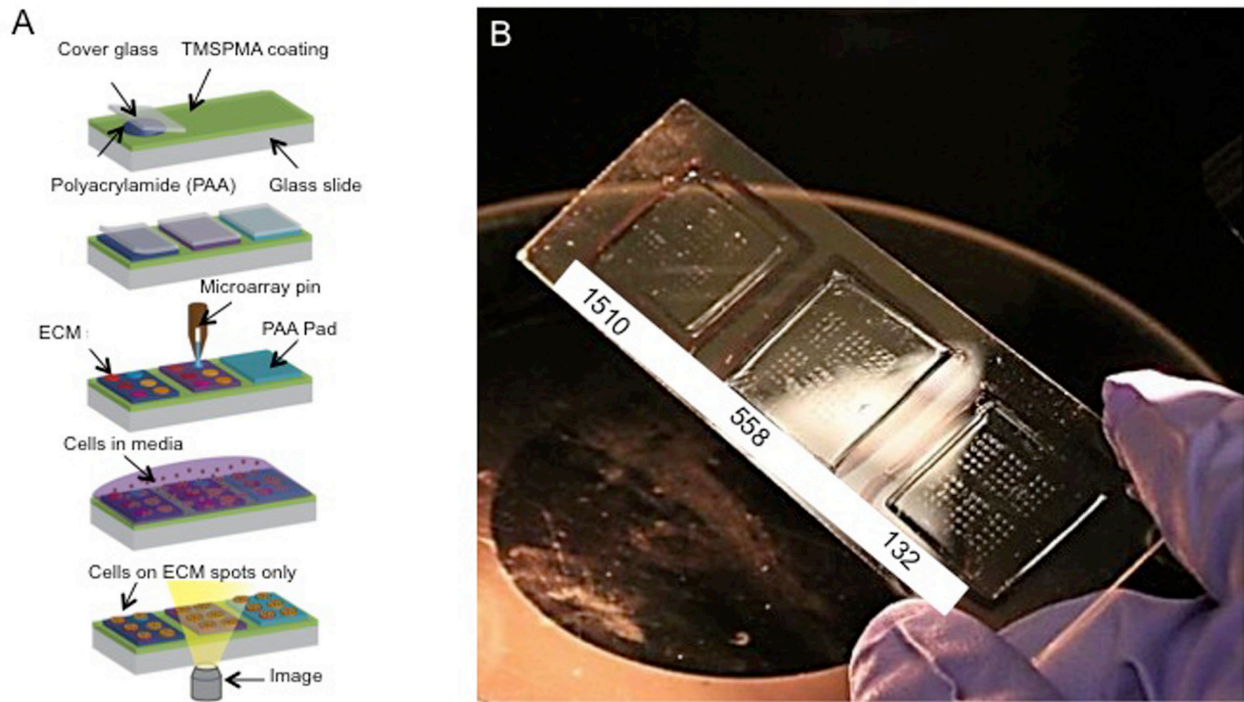 A
Cover glass
TMSPMA coating
Polyacrylamide (PAA)
Glass slide
Microarray pin
ECM
PAA Pad
Cells in media
Cells on ECM spots only
Image
B
1510
558
132